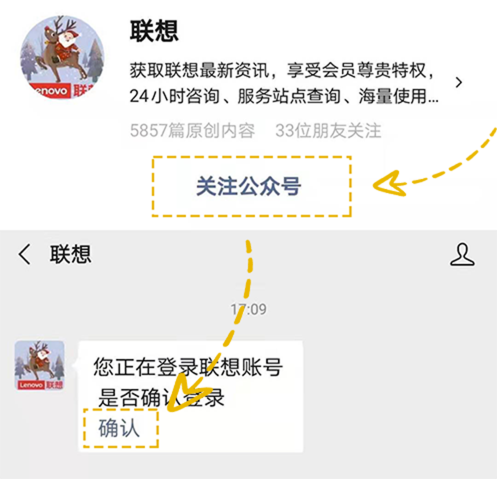 联想
获取联想最新资讯，享受会员尊贵特权，
24小时咨询、服务站点查询、海量使用...
Lenovo 联想
5857篇原创内容 33位朋友关注
关注公众号
联想
17:09
您正在登录联想账号
是否确认登录
确认
Lenovo 联想